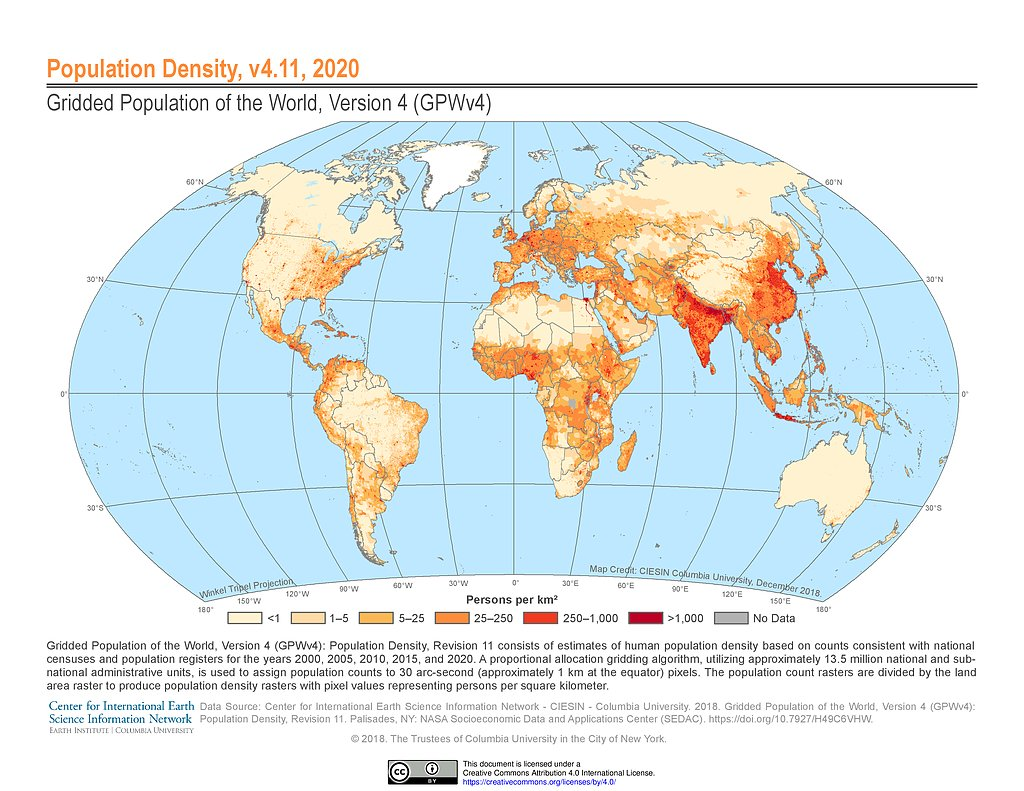 Population Density, v4.11, 2020
Gridded Population of the World, Version 4 (GPWv4)
60°N
60°N
30°N
30°N
0°
0°
30°S
30°S
Winkel Tripel Projection
Map Credit: CIESIN Columbia University, December 2018.
180°
150°W
120°W
90°W
60°W
30°W
0°
30°E
60°E
90°E
120°E
150°E
180°
Persons per km²
<1
1–5
5–25
25–250
250–1,000
>1,000
No Data
Gridded Population of the World, Version 4 (GPWv4): Population Density, Revision 11 consists of estimates of human population density based on counts consistent with national
censuses and population registers for the years 2000, 2005, 2010, 2015, and 2020. A proportional allocation gridding algorithm, utilizing approximately 13.5 million national and sub-
national administrative units, is used to assign population counts to 30 arc-second (approximately 1 km at the equator) pixels. The population count rasters are divided by the land
area raster to produce population density rasters with pixel values representing persons per square kilometer.
Center for International Earth
Science Information Network
EARTH INSTITUTE | COLUMBIA UNIVERSITY
Data Source: Center for International Earth Science Information Network - CIESIN - Columbia University. 2018. Gridded Population of the World, Version 4 (GPWv4):
Population Density, Revision 11. Palisades, NY: NASA Socioeconomic Data and Applications Center (SEDAC). https://doi.org/10.7927/H49C6VHW.
© 2018. The Trustees of Columbia University in the City of New York.
cc
BY
This document is licensed under a
Creative Commons Attribution 4.0 International License.
https://creativecommons.org/licenses/by/4.0/